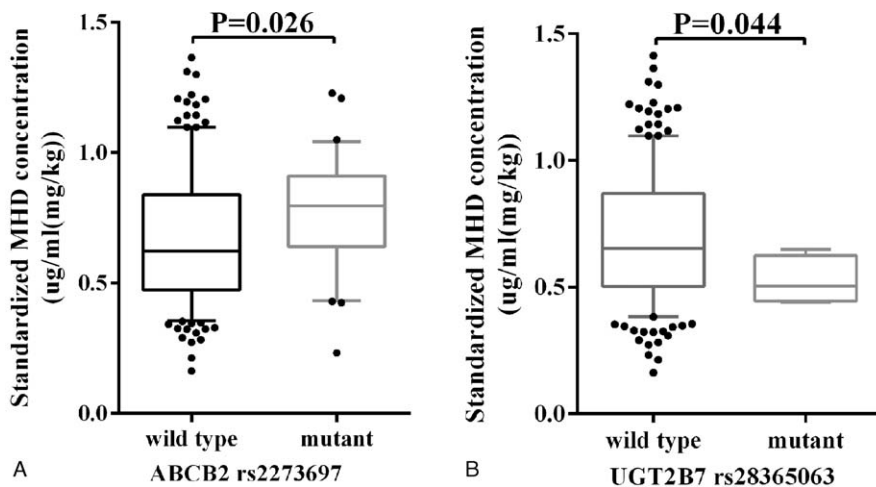 P=0.026
Standardized MHD concentration
(ug/ml(mg/kg))
1.5
1.0
0.5
0.0
wild type mutant
A ABCB2 rs2273697
P=0.044
Standardized MHD concentration
(ug/ml(mg/kg))
1.5
1.0
0.5
0.0
wild type mutant
B UGT2B7 rs28365063